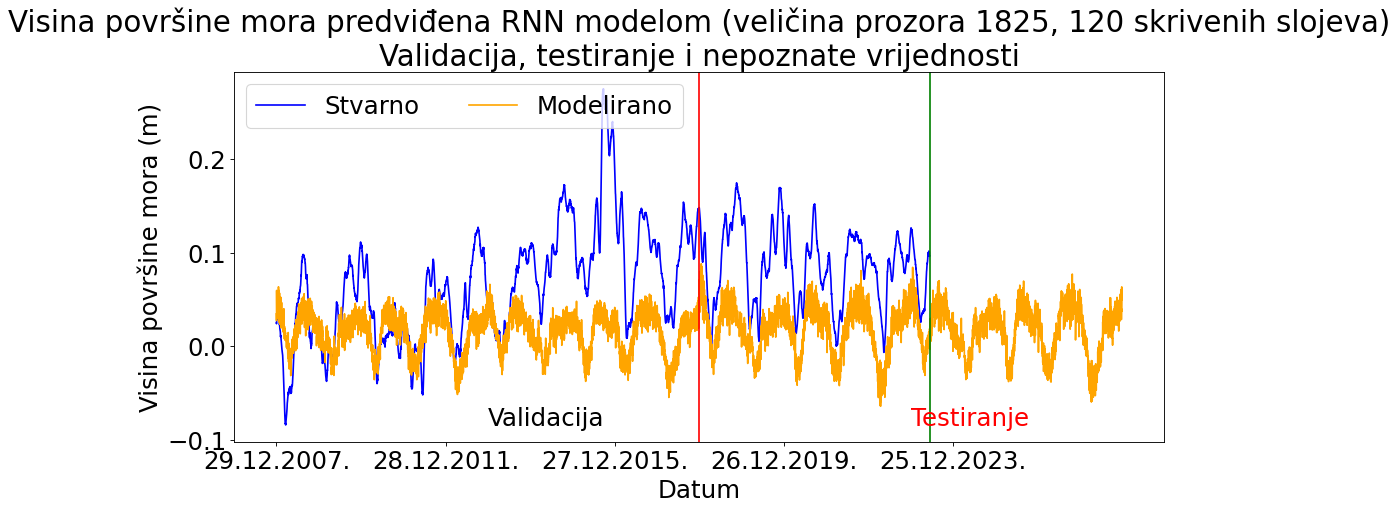 Visina površine mora predviđena RNN modelom (veličina prozora 1825, 120 skrivenih slojeva)
Validacija, testiranje i nepoznate vrijednosti
Stvarno
Modelirano
Visina površine mora (m)
0.2
0.1
0.0
−0.1
Validacija
Testiranje
29.12.2007.
28.12.2011.
27.12.2015.
26.12.2019.
25.12.2023.
Datum